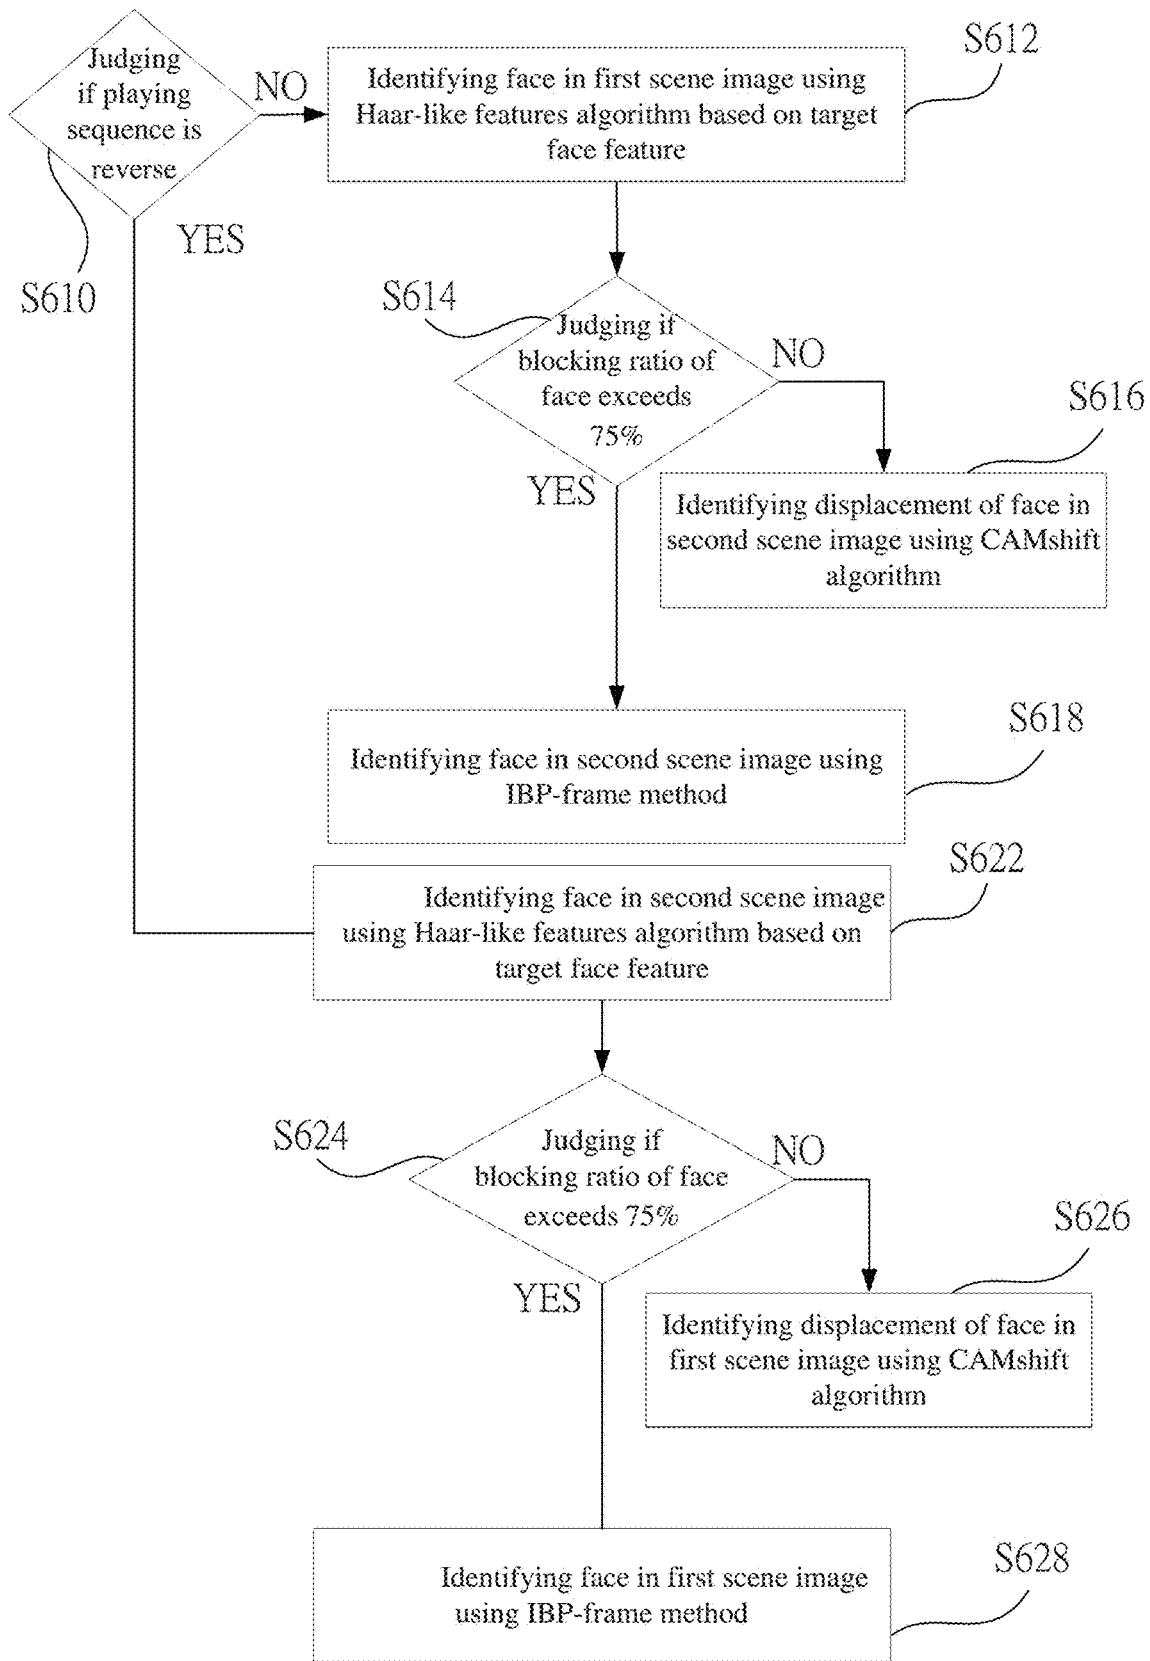 S612
Judging
if playing
sequence is
reverse
NO
Identifying face in first scene image using
Haar-like features algorithm based on target
face feature
YES
S610
S614
Judging if
blocking ratio of
face exceeds
75%
NO
YES
S616
Identifying displacement of face in
second scene image using CAMshift
algorithm
S618
Identifying face in second scene image using
IBP-frame method
S622
Identifying face in second scene image
using Haar-like features algorithm based on
target face feature
S624
Judging if
blocking ratio of face
exceeds 75%
NO
YES
S626
Identifying displacement of face in
first scene image using CAMshift
algorithm
S628
Identifying face in first scene image
using IBP-frame method